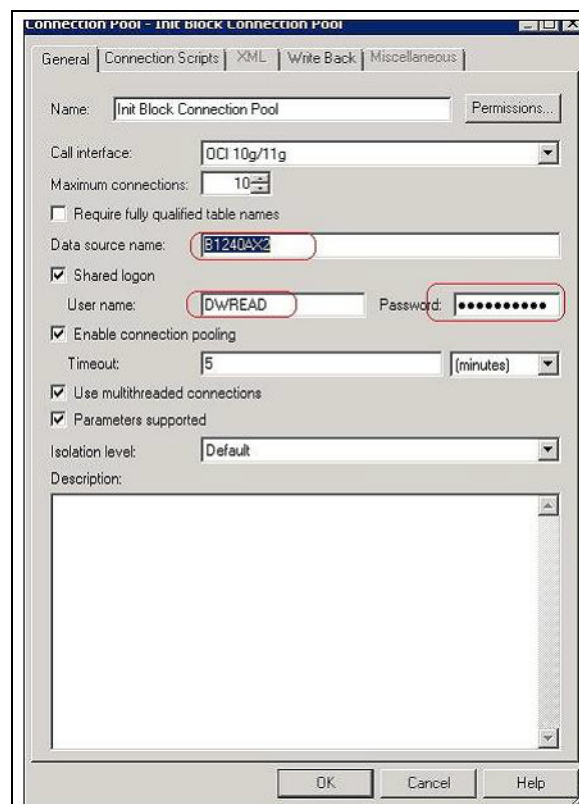 Connection Pool - Init Block Connection Pool
General Connection Scripts XML Write Back Miscellaneous
Name: Init Block Connection Pool Permissions...
Call interface: OCI 10g/11g
Maximum connections: 10
Require fully qualified table names
Data source name: B1240AX2
Shared logon
User name: DWREAD Password: ●●●●●●●●●●
Enable connection pooling
Timeout: 5 (minutes)
Use multithreaded connections
Parameters supported
Isolation level: Default
Description:
OK Cancel Help